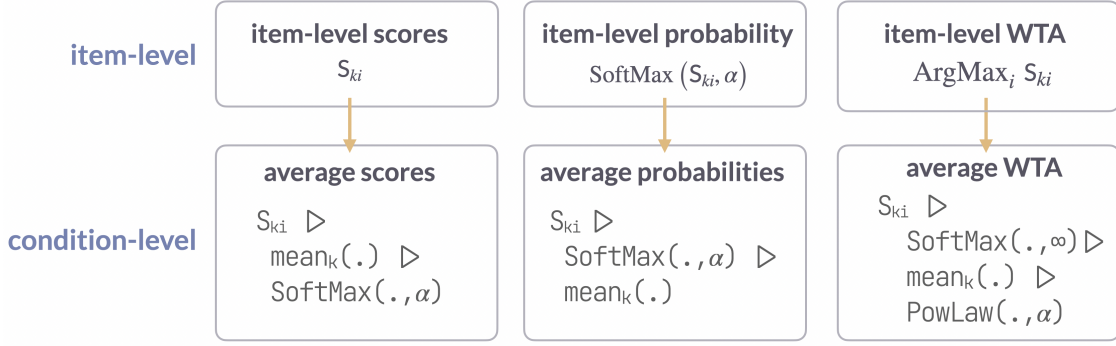 item-level
item-level scores
S_ki
item-level probability
SoftMax (S_ki, α)
item-level WTA
ArgMax_i S_ki
condition-level
average scores
S_ki ▷
mean_k(.) ▷
SoftMax(.,α)
average probabilities
S_ki ▷
SoftMax(.,α) ▷
mean_k(.)
average WTA
S_ki ▷
SoftMax(.,∞) ▷
mean_k(.) ▷
PowLaw(.,α)